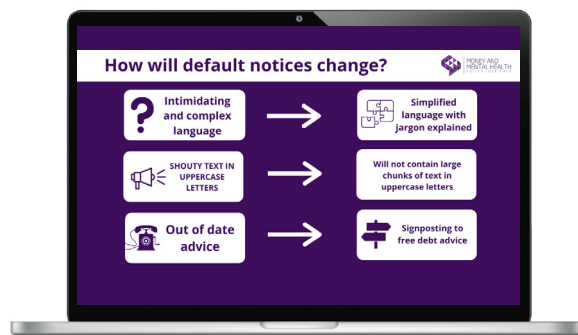 How will default notices change?
MONEY AND
MENTAL HEALTH
Intimidating
and complex
language
Simplified
language with
jargon explained
SHOUTY TEXT IN
UPPERCASE
LETTERS
Will not contain large
chunks of text in
uppercase letters
Out of date
advice
Signposting to
free debt advice